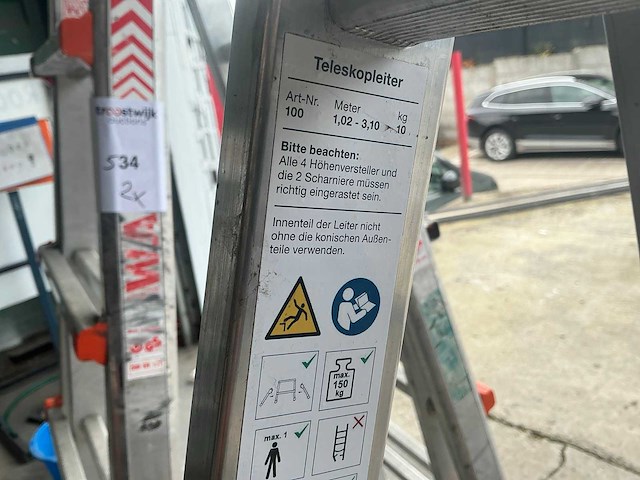 Teleskopleiter
Art-Nr. Meter kg
100 1,02 - 3,10 10
Bitte beachten:
Alle 4 Höhenversteller und
die 2 Scharniere müssen
richtig eingerastet sein.
Innenteil der Leiter nicht
ohne die konischen Außen-
teile verwenden.
max.
150
kg
max. 1
troostwijk
534
2x